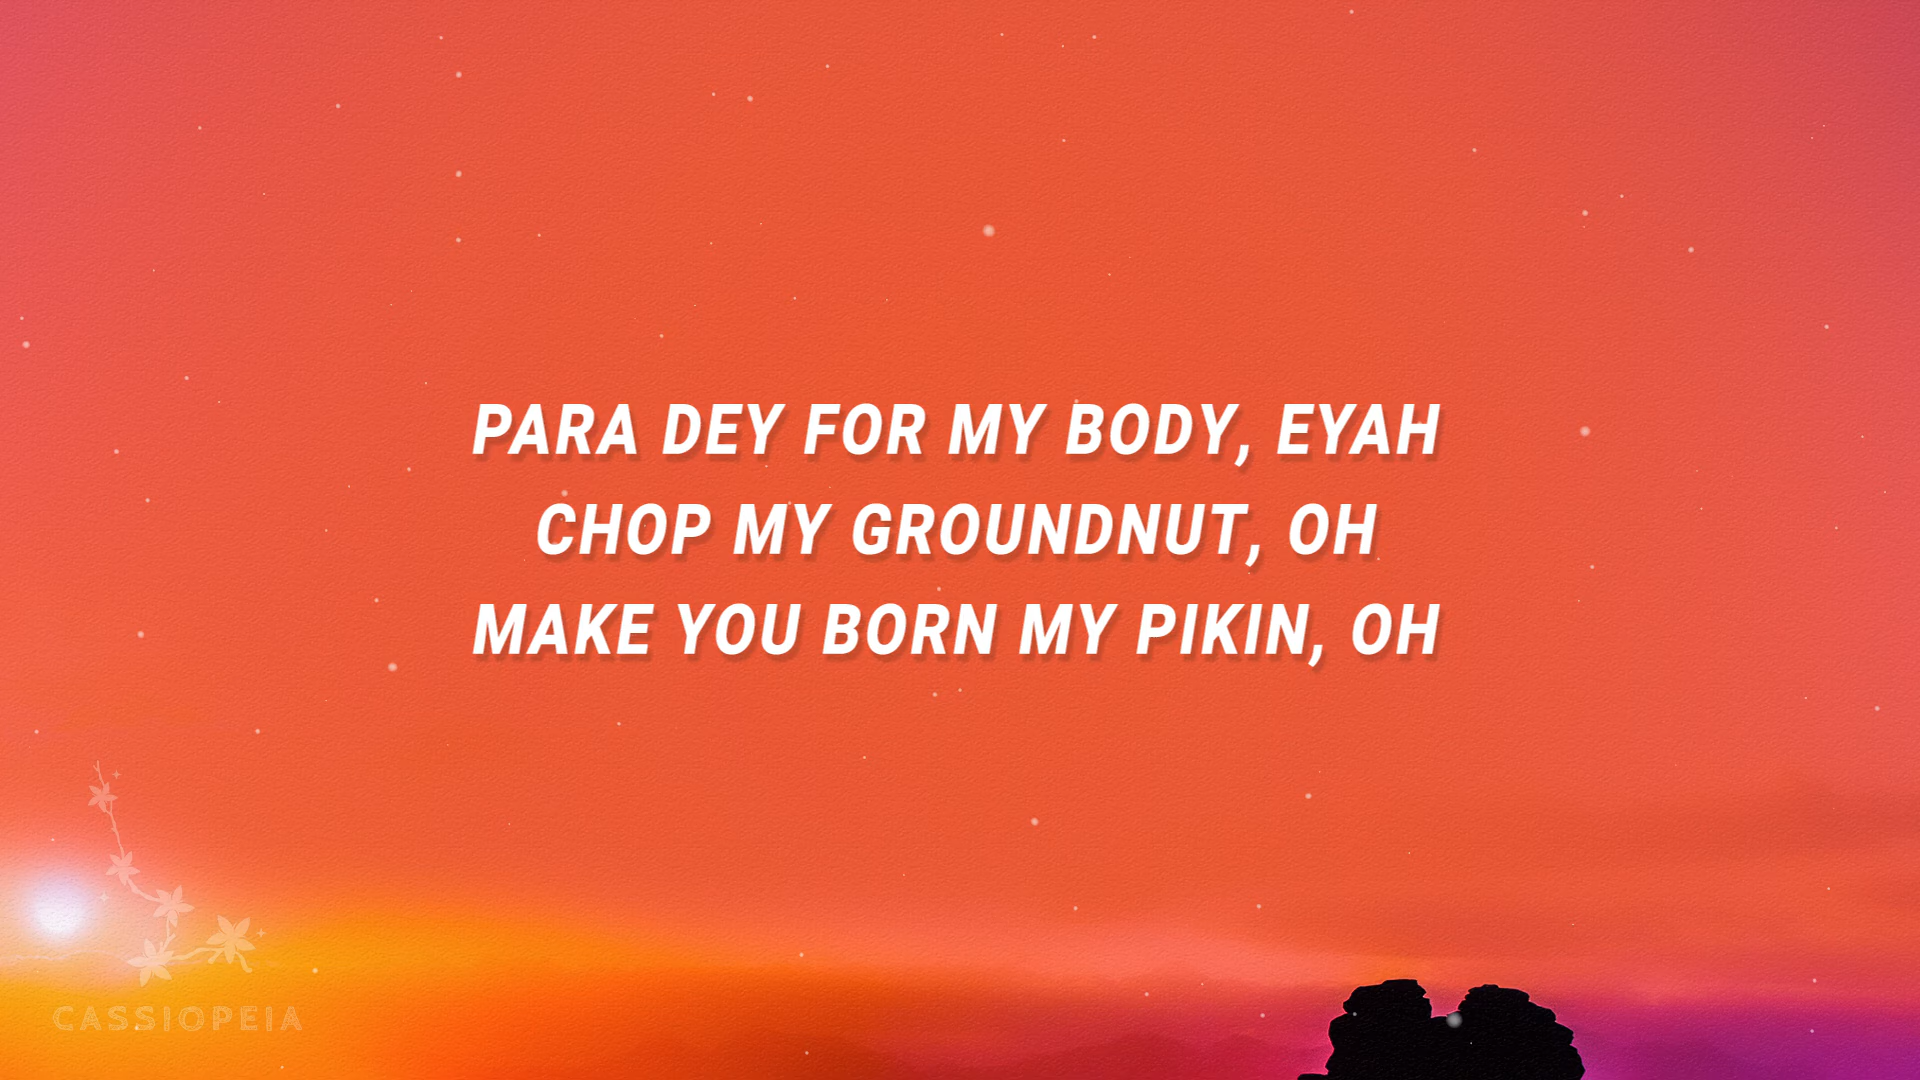 PARA DEY FOR MY BODY, EYAH
CHOP MY GROUNDNUT, OH
MAKE YOU BORN MY PIKIN, OH
CASSIOPEIA